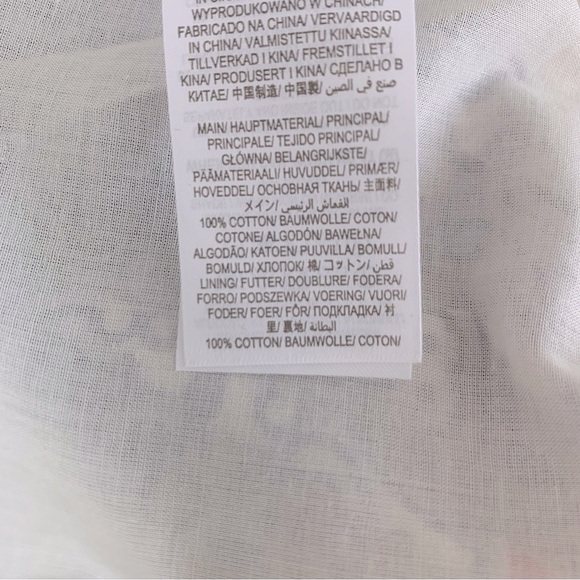 WYPRODUKOWANO W CHINACH/
FABRICADO NA CHINA/ VERVAARDIGD
IN CHINA/ VALMISTETTU KIINASSA/
TILLVERKAD I KINA/ FREMSTILLET I
KINA/ PRODUSERT I KINA/ СДЕЛАНО В
КИТАЕ/ 中国制造/ 中国製/ صنع في الصين
MAIN/ HAUPTMATERIAL/ PRINCIPAL/
PRINCIPALE/ TEJIDO PRINCIPAL/
GŁÓWNA/ BELANGRIJKSTE/
PÄÄMATERIAALI/ HUVUDDEL/ PRIMÆR/
HOVEDDEL/ ОСНОВНАЯ ТКАНЬ/ 主面料/
メイン/ للقماش الرئيسي
100% COTTON/ BAUMWOLLE/ COTON/
COTONE/ ALGODÓN/ BAWEŁNA/
ALGODÃO/ KATOEN/ PUUVILLA/ BOMULL/
BOMULD/ ХЛОПОК/ 棉/ コットン/ قطن
LINING/ FUTTER/ DOUBLURE/ FODERA/
FORRO/ PODSZEWKA/ VOERING/ VUORI/
FODER/ FOER/ FÔR/ ПОДКЛАДКА/ 衬
里/ 裏地/ البطانة
100% COTTON/ BAUMWOLLE/ COTON/